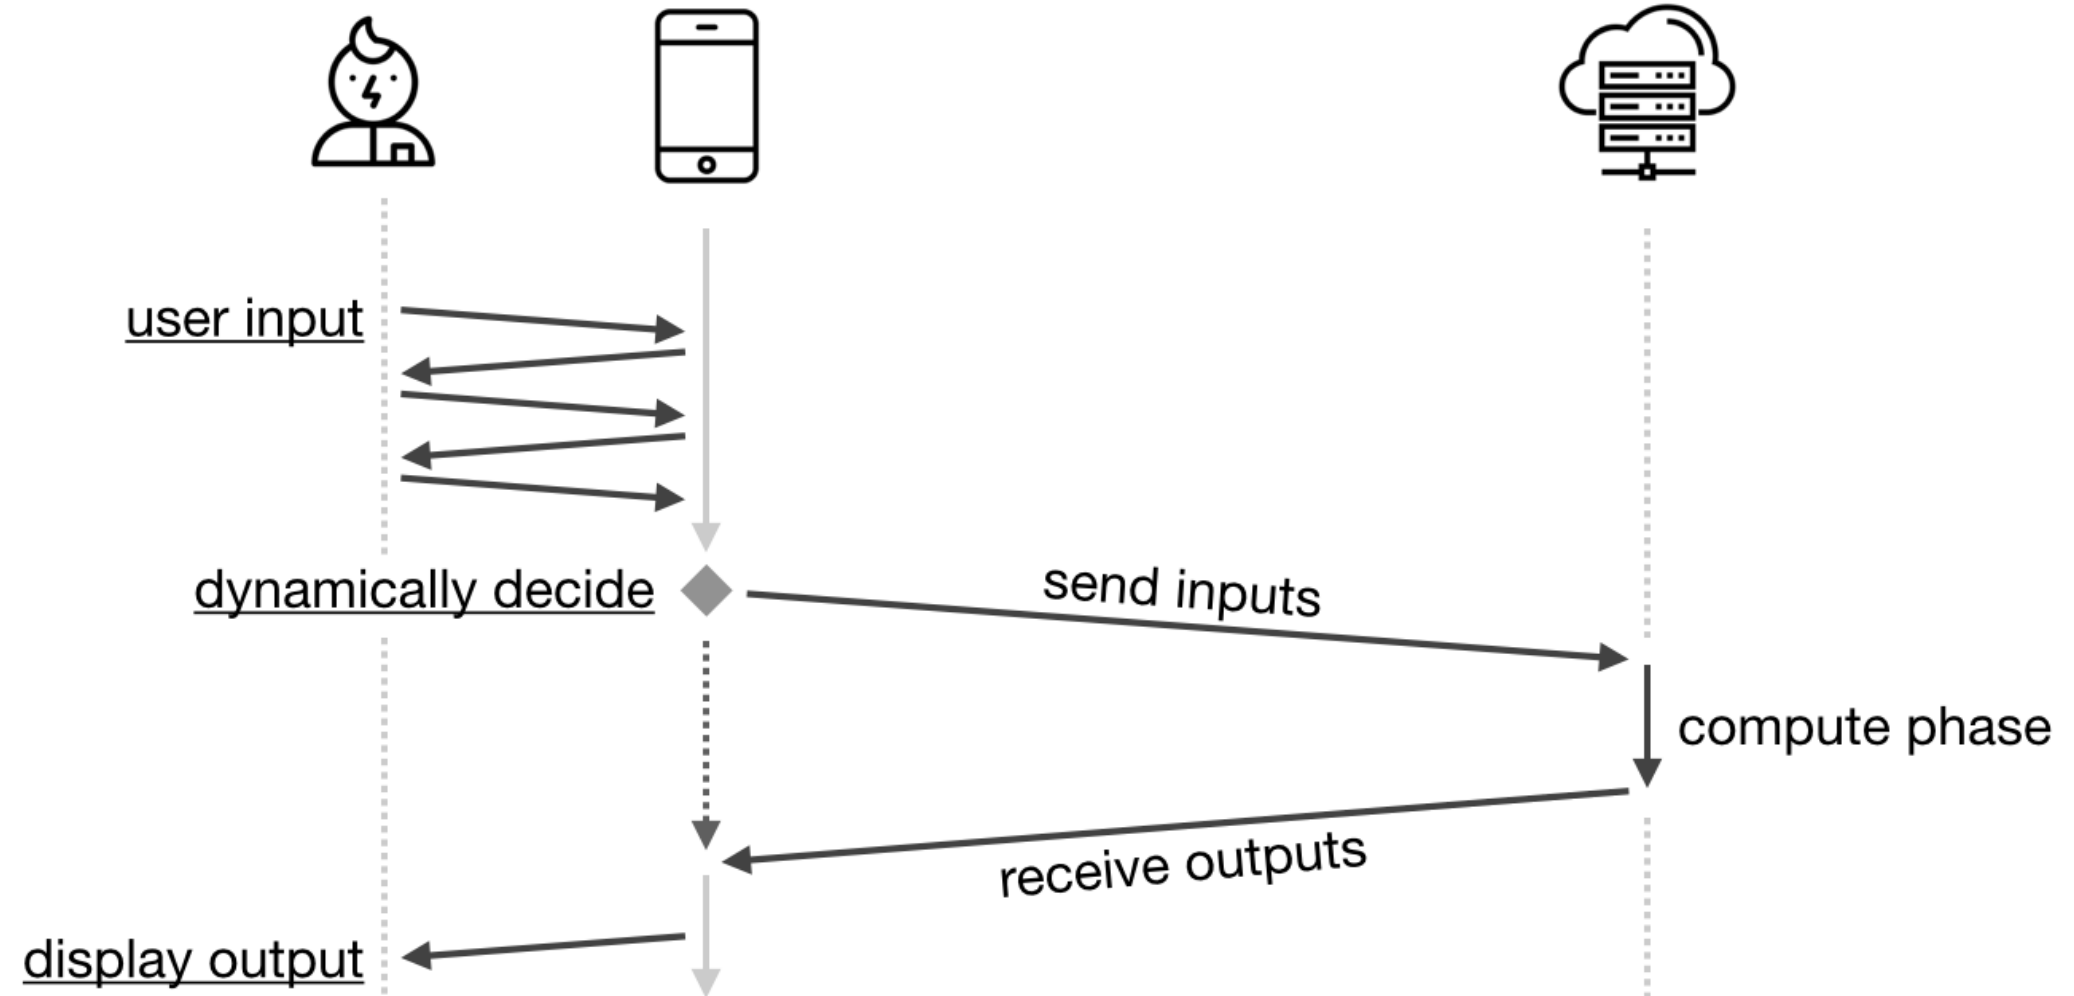 user input
dynamically decide
send inputs
compute phase
receive outputs
display output